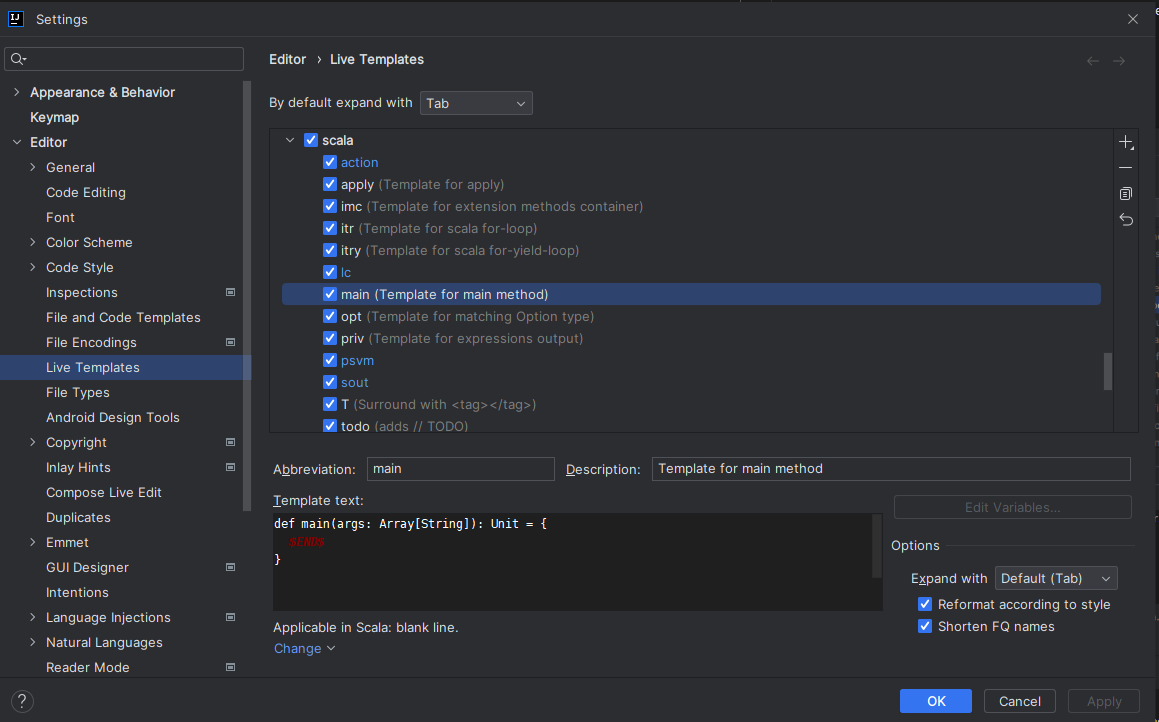 Settings
Editor › Live Templates
By default expand with Tab
Appearance & Behavior
Keymap
Editor
General
Code Editing
Font
Color Scheme
Code Style
Inspections
File and Code Templates
File Encodings
Live Templates
File Types
Android Design Tools
Copyright
Inlay Hints
Compose Live Edit
Duplicates
Emmet
GUI Designer
Intentions
Language Injections
Natural Languages
Reader Mode
scala
action
apply (Template for apply)
imc (Template for extension methods container)
itr (Template for scala for-loop)
itry (Template for scala for-yield-loop)
lc
main (Template for main method)
opt (Template for matching Option type)
priv (Template for expressions output)
psvm
sout
T (Surround with <tag></tag>)
todo (adds // TODO)
Abbreviation: main Description: Template for main method
Template text:
def main(args: Array[String]): Unit = {
$END$
}
Edit Variables...
Options
Expand with Default (Tab)
Reformat according to style
Shorten FQ names
Applicable in Scala: blank line.
Change
? OK Cancel Apply